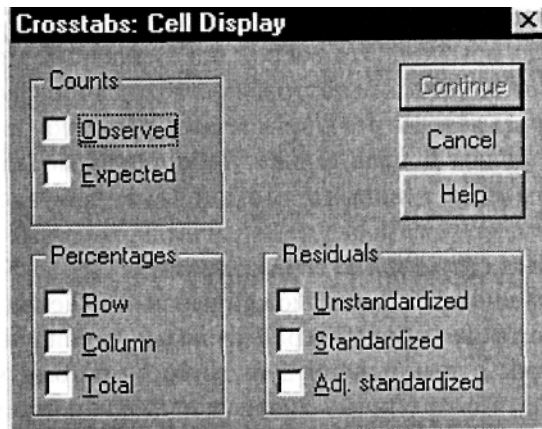 Crosstabs: Cell Display
Counts
Observed
Expected
Continue
Cancel
Help
Percentages
Row
Column
Total
Residuals
Unstandardized
Standardized
Adj. standardized